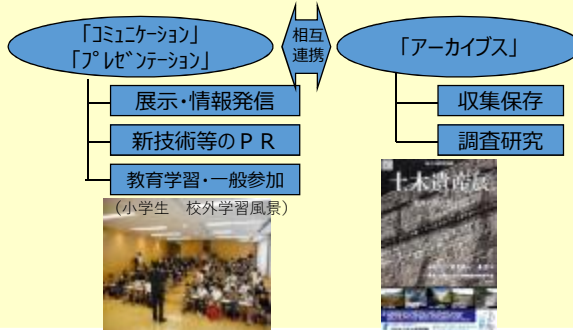 「ｺﾐｭﾆｹｰｼｮﾝ」
「ﾌﾟﾚｾﾞﾝﾃｰｼｮﾝ」
相互
連携
「アーカイブス」
展示・情報発信
新技術等のＰＲ
教育学習・一般参加
（小学生　校外学習風景）
収集保存
調査研究
土木遺産展